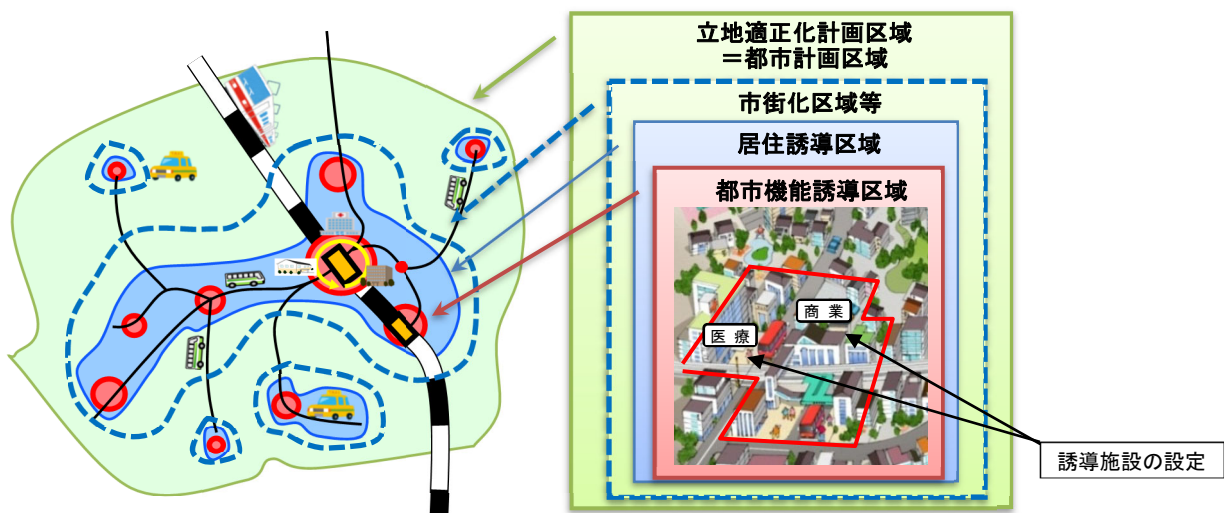 立地適正化計画区域
＝都市計画区域
市街化区域等
居住誘導区域
都市機能誘導区域
商 業
医 療
誘導施設の設定